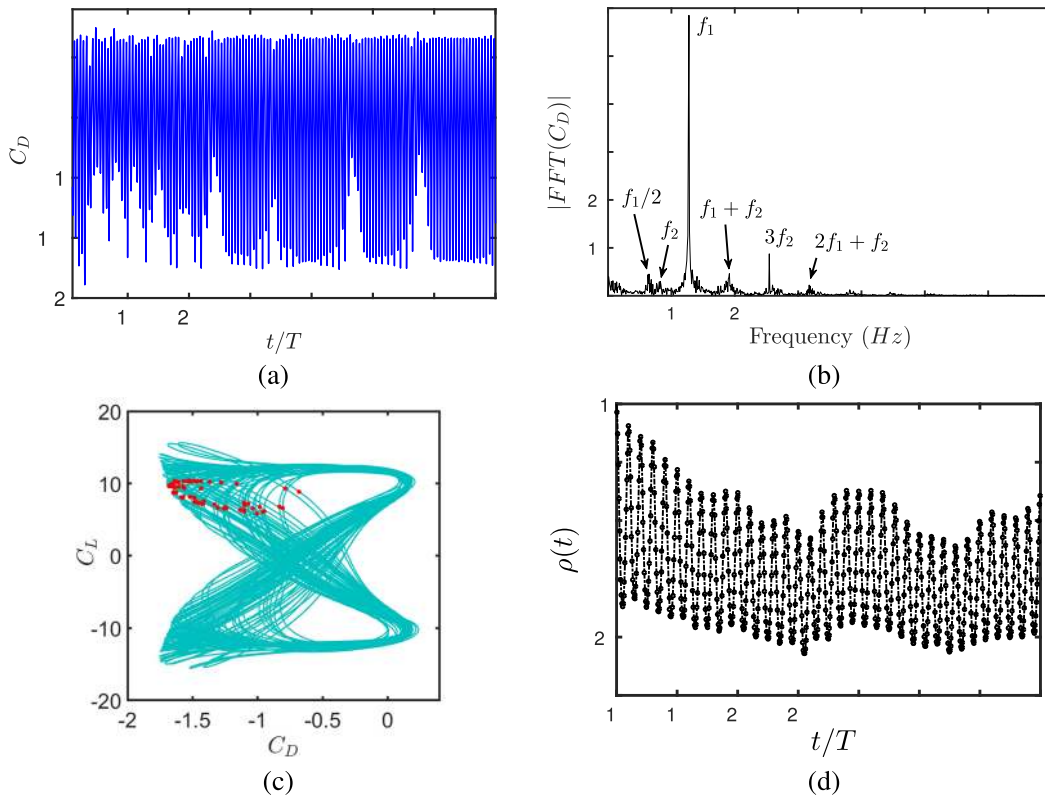 C_D
1
1
2
1 2
t/T
(a)
|FFT(C_D)|
f_1
f_1/2
f_2
f_1 + f_2
3f_2
2f_1 + f_2
2
1
1 2
Frequency (Hz)
(b)
20
10
0
-10
-20
C_L
-2 -1.5 -1 -0.5 0
C_D
(c)
1
2
ρ(t)
1 1 2 2
t/T
(d)